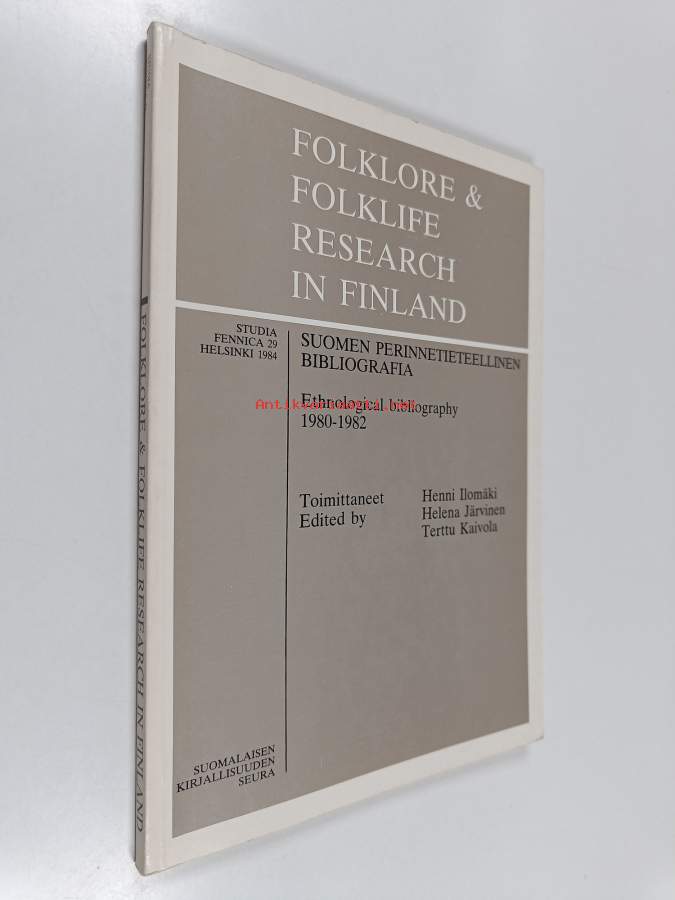 FOLKLORE &
FOLKLIFE
RESEARCH
IN FINLAND
STUDIA
FENNICA 29
HELSINKI 1984
SUOMEN PERINNETIETEELLINEN
BIBLIOGRAFIA
Ethnological bibliography
1980-1982
Antikvariaatti.net
Toimittaneet
Edited by
Henni Ilomäki
Helena Järvinen
Terttu Kaivola
SUOMALAISEN
KIRJALLISUUDEN
SEURA
FOLKLORE & FOLKLIFE RESEARCH IN FINLAND